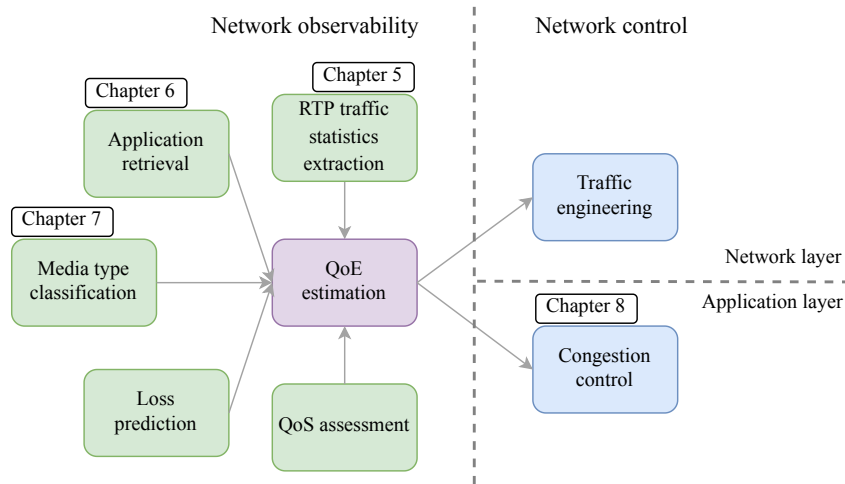 Network observability
Network control
Chapter 6
Application
retrieval
Chapter 5
RTP traffic
statistics
extraction
Traffic
engineering
Chapter 7
Media type
classification
QoE
estimation
Network layer
Application layer
Chapter 8
Congestion
control
Loss
prediction
QoS assessment